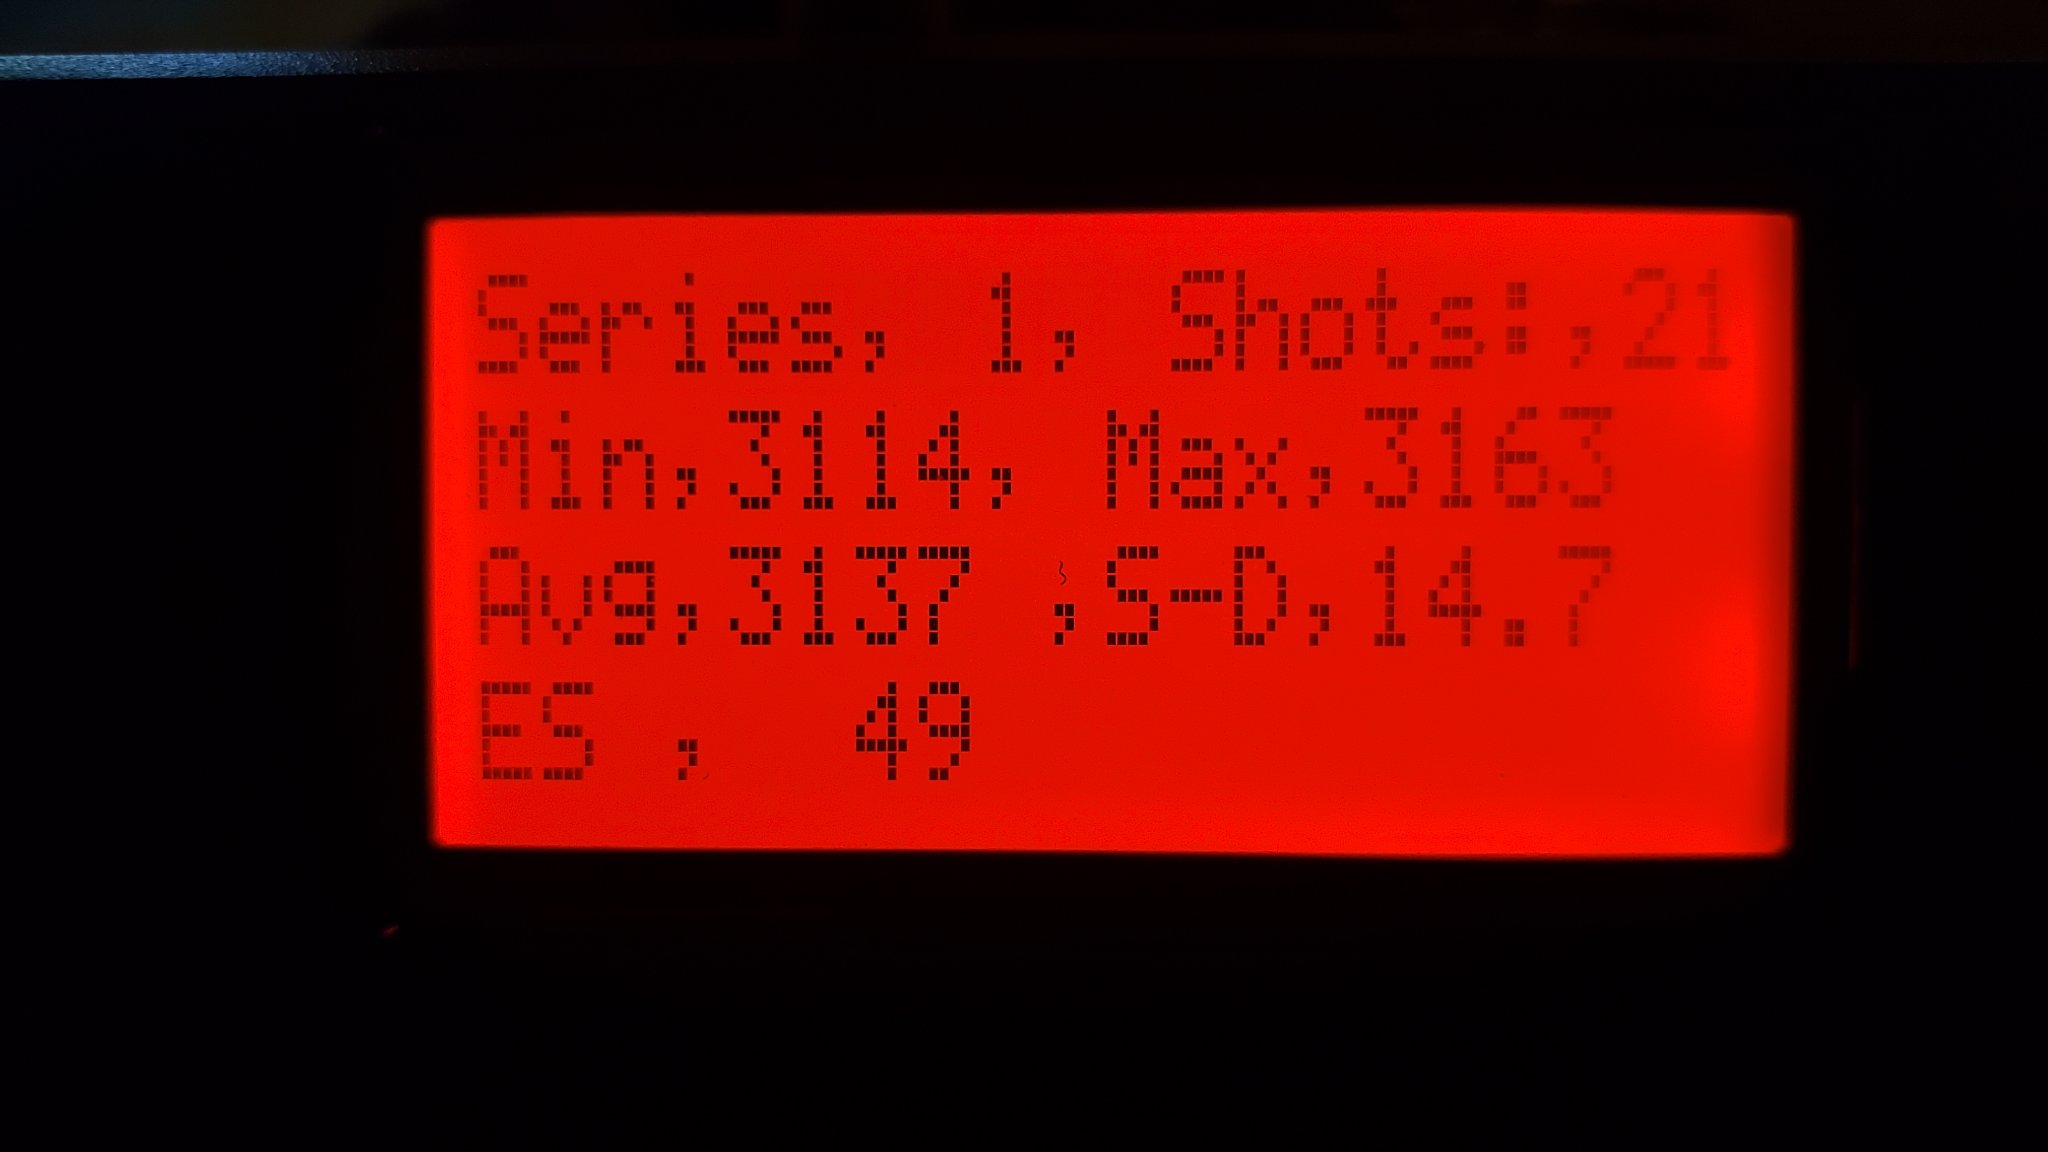 Series, 1, Shots:,21
Min,3114, Max,3163
Avg,3137 ,S-D,14.7
ES , 49